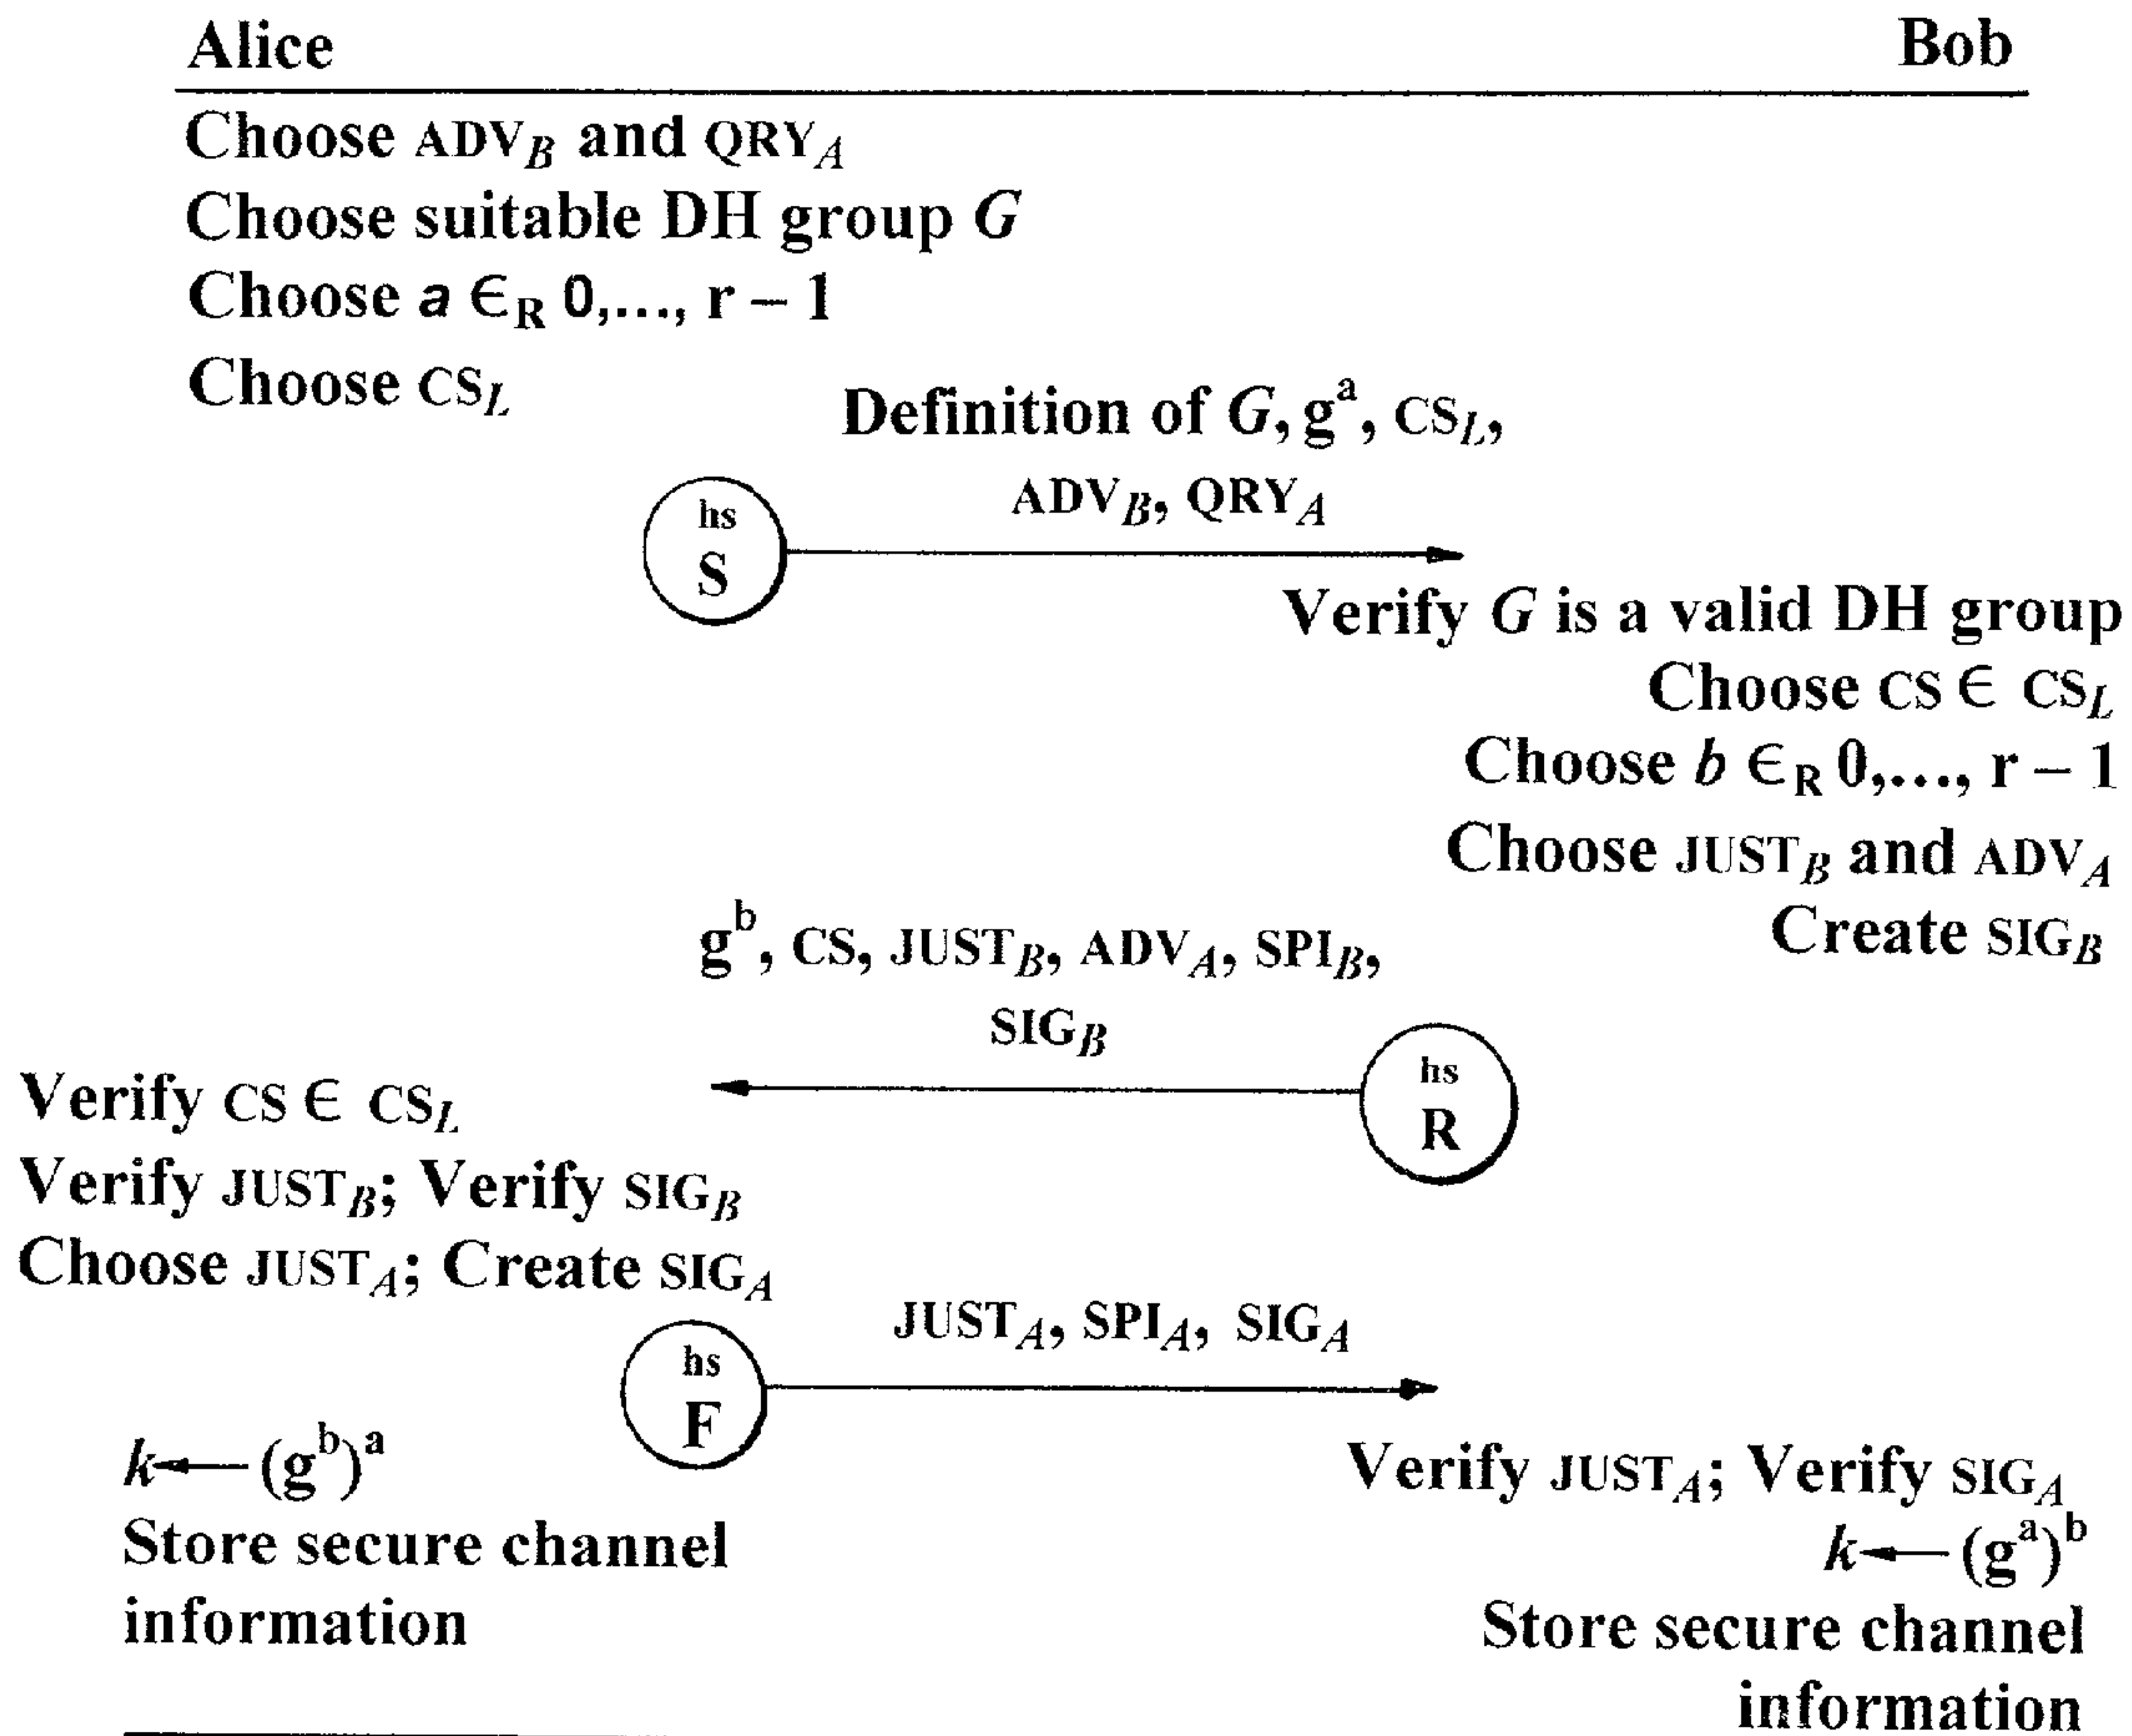 Alice Bob
Choose ADV_B and QRY_A
Choose suitable DH group G
Choose a ∈_R 0,..., r – 1
Choose CS_L
Definition of G, g^a, CS_L,
ADV_B, QRY_A
hs
S
Verify G is a valid DH group
Choose CS ∈ CS_L
Choose b ∈_R 0,..., r – 1
Choose JUST_B and ADV_A
Create SIG_B
g^b, CS, JUST_B, ADV_A, SPI_B,
SIG_B
hs
R
Verify CS ∈ CS_L
Verify JUST_B; Verify SIG_B
Choose JUST_A; Create SIG_A
JUST_A, SPI_A, SIG_A
hs
F
k ← (g^b)^a
Store secure channel
information
Verify JUST_A; Verify SIG_A
k ← (g^a)^b
Store secure channel
information